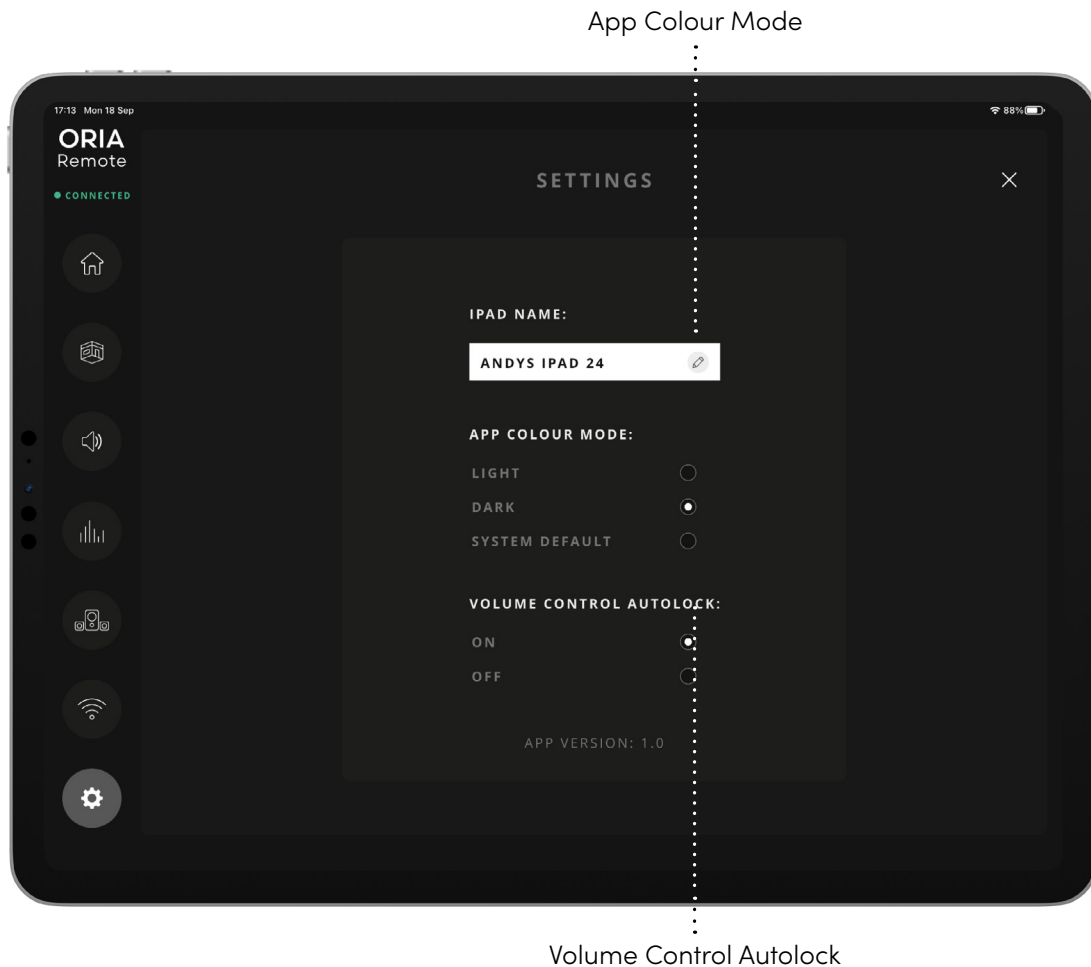 App Colour Mode
17:13 Mon 18 Sep
88%
ORIA
Remote
CONNECTED
SETTINGS
IPAD NAME:
ANDYS IPAD 24
APP COLOUR MODE:
LIGHT
DARK
SYSTEM DEFAULT
VOLUME CONTROL AUTOLOCK:
ON
OFF
APP VERSION: 1.0
Volume Control Autolock